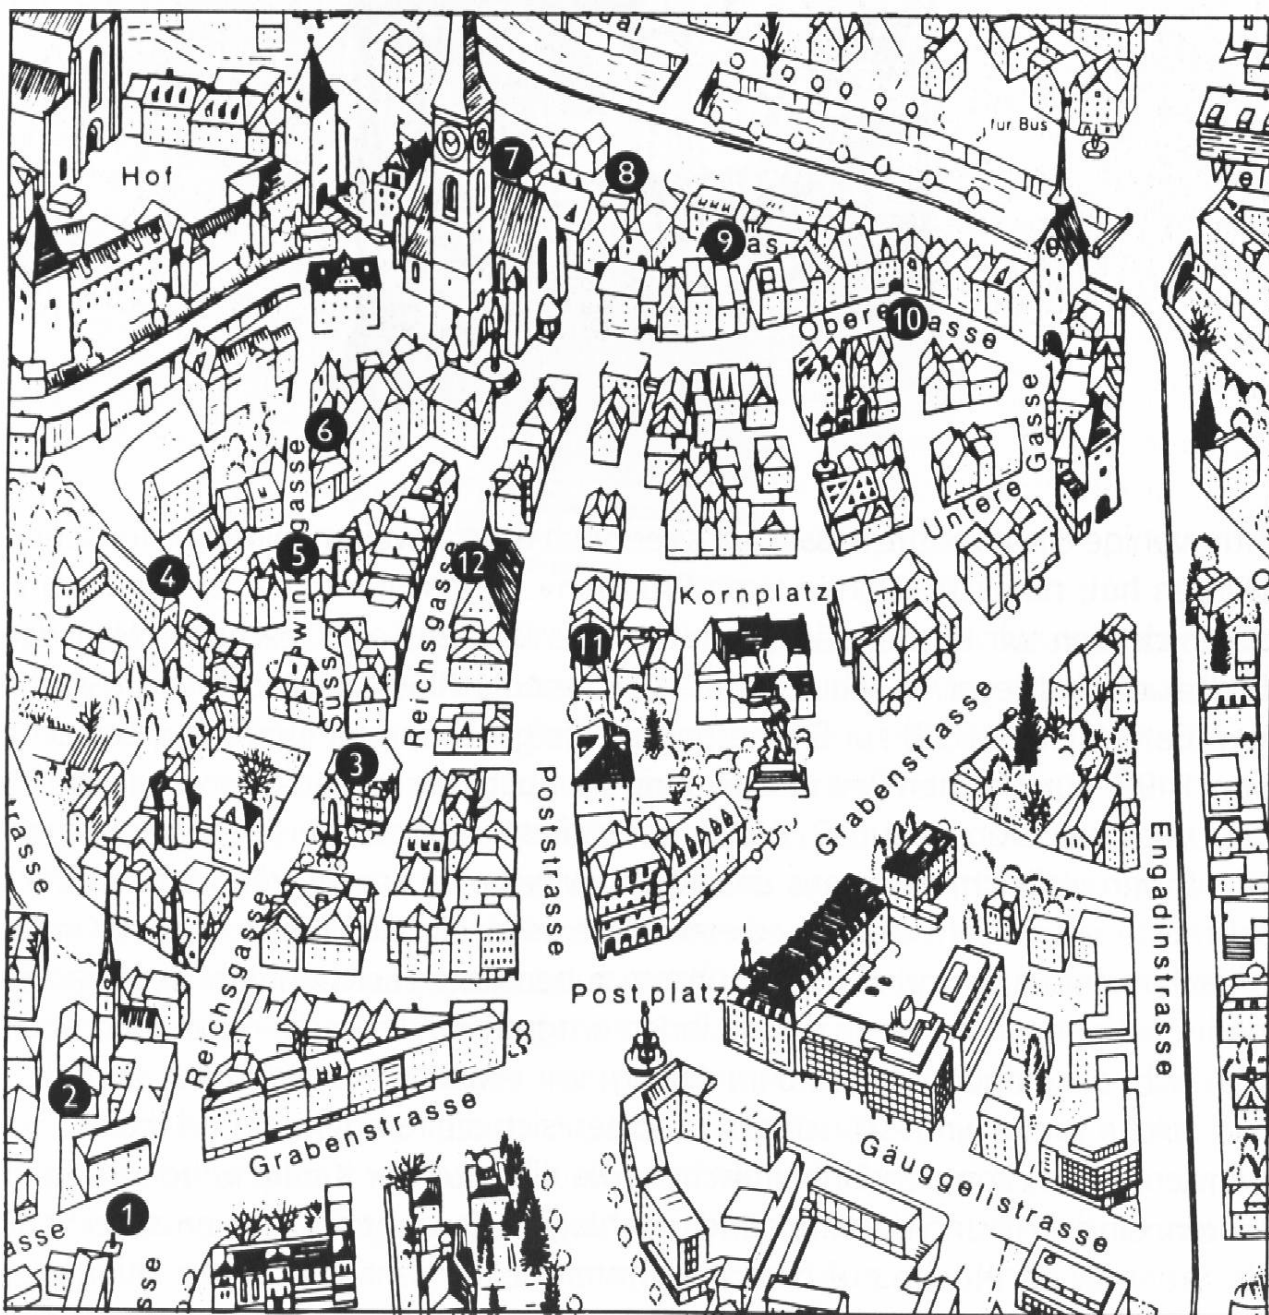 für Bus
Hof
7
8
9
Obere Gasse
10
6
Gasse
Untere
5
4
12
Kornplatz
11
Süsswinkelgasse
Reichsgasse
3
Poststrasse
Grabenstrasse
Engadinstrasse
Reichsgasse
Postplatz
2
Grabenstrasse
Gäuggelistrasse
1